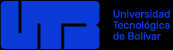 UTB
Universidad
Tecnológica
de Bolívar